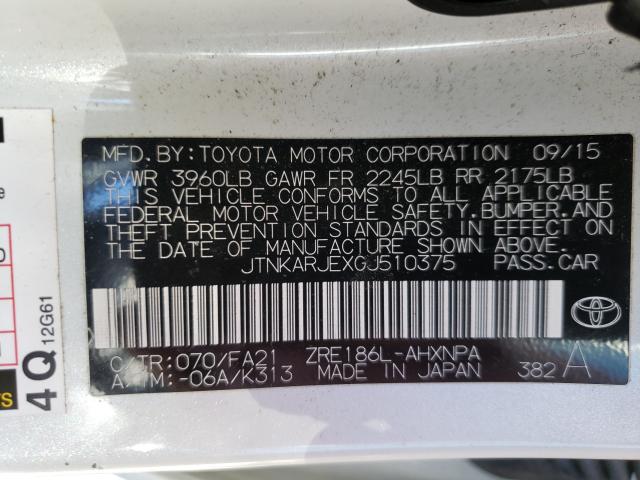 MFD.BY:TOYOTA MOTOR CORPORATION 09/15
GVWR 3960LB GAWR FR 2245LB RR 2175LB
THIS VEHICLE CONFORMS TO ALL APPLICABLE
FEDERAL MOTOR VEHICLE SAFETY,BUMPER,AND
THEFT PREVENTION STANDARDS IN EFFECT ON
THE DATE OF MANUFACTURE SHOWN ABOVE.
JTNKARJEXGJ510375 PASS.CAR
C/TR:070/FA21 ZRE186L-AHXNPA
A/TM:-06A/K313 MADE IN JAPAN 382 A
TOYOTA
4Q 12G61